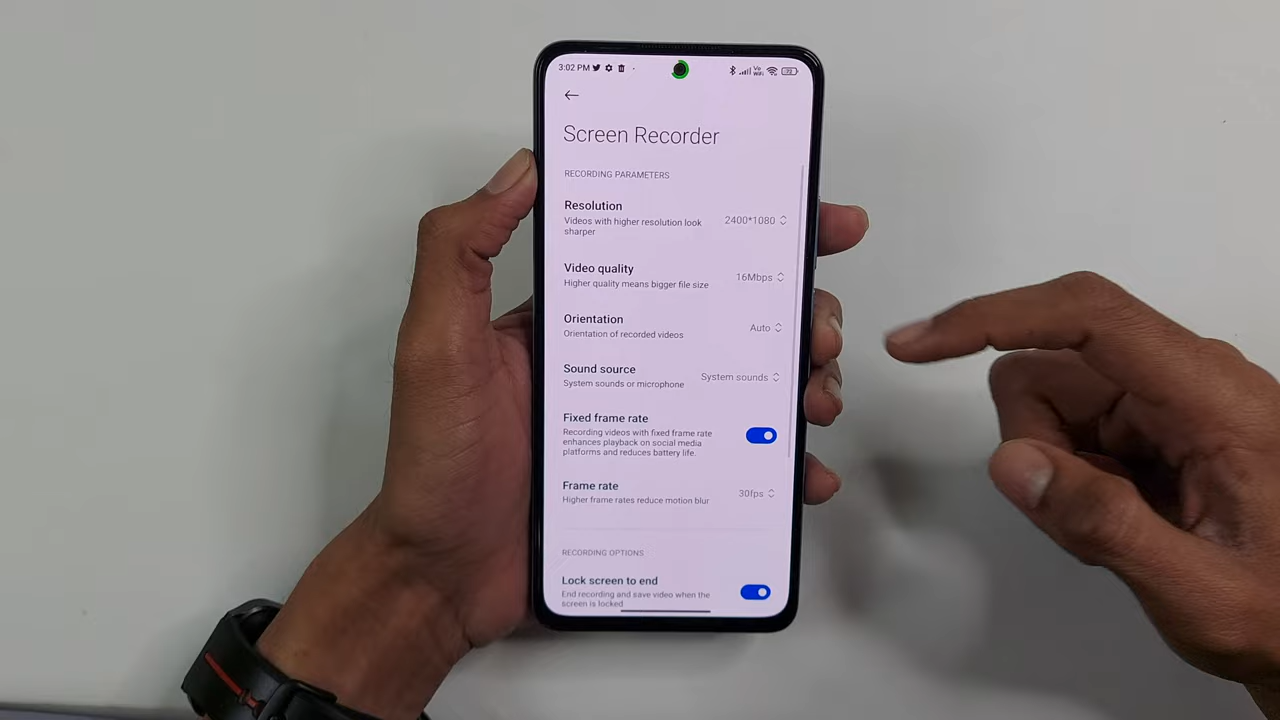 3:02 PM
Vo
WiFi
72
Screen Recorder
RECORDING PARAMETERS
Resolution
Videos with higher resolution look
sharper
2400*1080
Video quality
Higher quality means bigger file size
16Mbps
Orientation
Orientation of recorded videos
Auto
Sound source
System sounds or microphone
System sounds
Fixed frame rate
Recording videos with fixed frame rate
enhances playback on social media
platforms and reduces battery life.
Frame rate
Higher frame rates reduce motion blur
30fps
RECORDING OPTIONS
Lock screen to end
End recording and save video when the
screen is locked